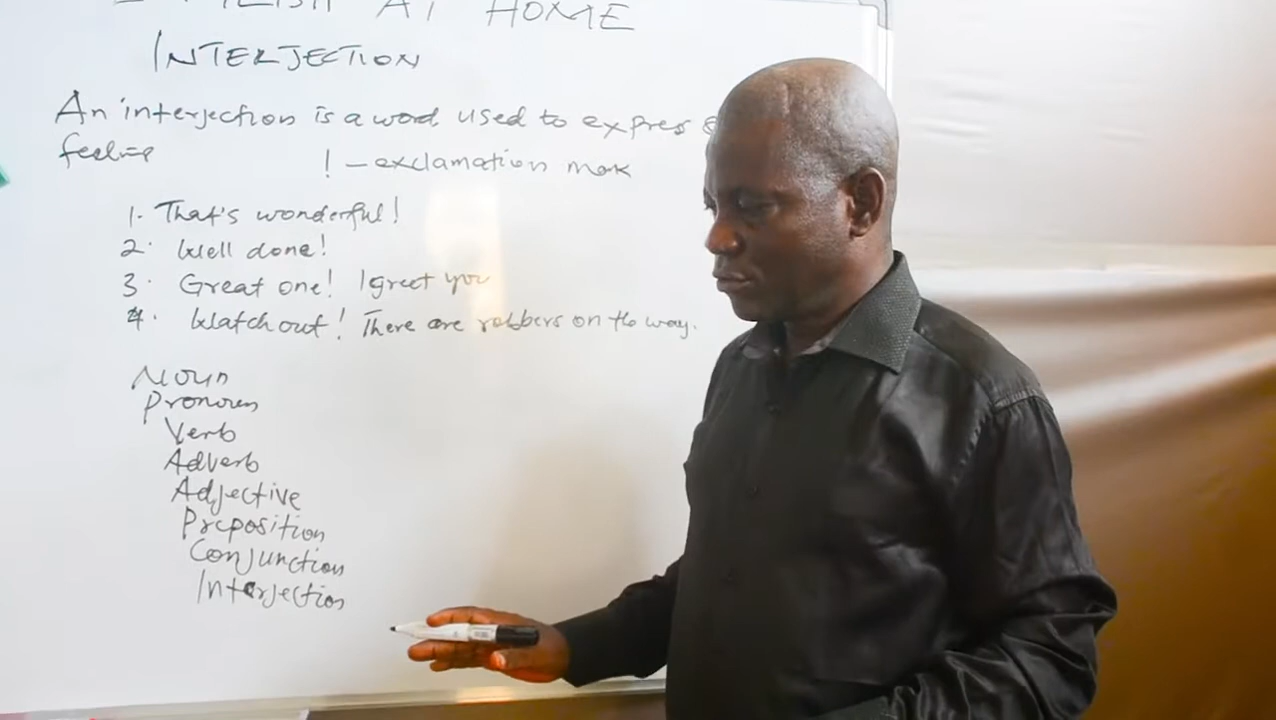 AT HOME
INTERJECTION
An interjection is a word used to express
feeling
! - exclamation mark
1. That's wonderful!
2. Well done!
3. Great one! I greet you
4. Watch out! There are robbers on the way.
Noun
Pronoun
Verb
Adverb
Adjective
Preposition
Conjunction
Interjection